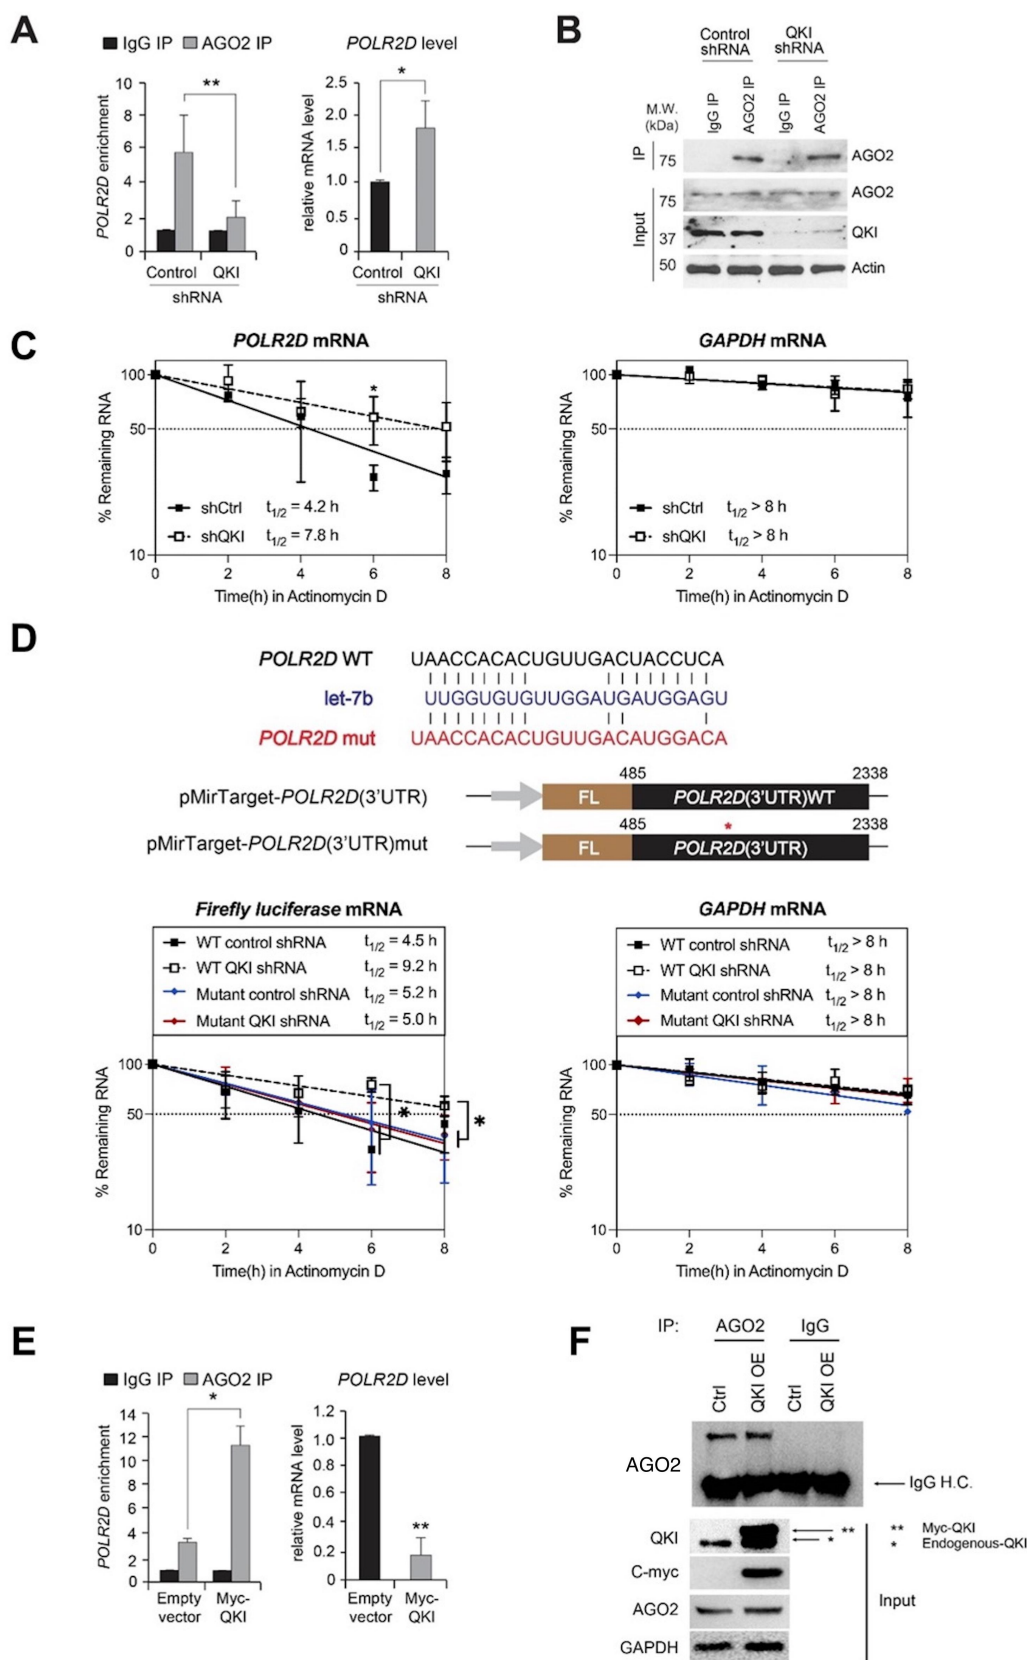 A
IgG IP AGO2 IP
POLR2D enrichment
10
8
6
4
2
0
**
Control QKI
shRNA
POLR2D level
relative mRNA level
2.5
2.0
1.5
1.0
0.5
0
*
Control QKI
shRNA
B
Control shRNA
QKI shRNA
M.W. (kDa)
IgG IP
AGO2 IP
IgG IP
AGO2 IP
IP 75 AGO2
Input
75 AGO2
37 QKI
50 Actin
C
POLR2D mRNA
% Remaining RNA
100
50
10
*
shCtrl t1/2 = 4.2 h
shQKI t1/2 = 7.8 h
0 2 4 6 8
Time(h) in Actinomycin D
GAPDH mRNA
% Remaining RNA
100
50
10
shCtrl t1/2 > 8 h
shQKI t1/2 > 8 h
0 2 4 6 8
Time(h) in Actinomycin D
D
POLR2D WT UAACCACACUGUUGACUACCUCA
let-7b UUGGUGUGUUGGAUGAUGGAGU
POLR2D mut UAACCACACUGUUGACAUGGACA
485 2338
pMirTarget-POLR2D(3'UTR) FL POLR2D(3'UTR)WT
485 * 2338
pMirTarget-POLR2D(3'UTR)mut FL POLR2D(3'UTR)
Firefly luciferase mRNA
WT control shRNA t1/2 = 4.5 h
WT QKI shRNA t1/2 = 9.2 h
Mutant control shRNA t1/2 = 5.2 h
Mutant QKI shRNA t1/2 = 5.0 h
% Remaining RNA
100
50
10
* *
0 2 4 6 8
Time(h) in Actinomycin D
GAPDH mRNA
WT control shRNA t1/2 > 8 h
WT QKI shRNA t1/2 > 8 h
Mutant control shRNA t1/2 > 8 h
Mutant QKI shRNA t1/2 > 8 h
% Remaining RNA
100
50
10
0 2 4 6 8
Time(h) in Actinomycin D
E
IgG IP AGO2 IP
POLR2D enrichment
14
12
10
8
6
4
2
0
*
Empty vector
Myc-QKI
POLR2D level
relative mRNA level
1.2
1.0
0.8
0.6
0.4
0.2
0
**
Empty vector
Myc-QKI
F
IP: AGO2 IgG
Ctrl
QKI OE
Ctrl
QKI OE
AGO2
IgG H.C.
QKI ** ** Myc-QKI
* * Endogenous-QKI
C-myc
AGO2
GAPDH
Input